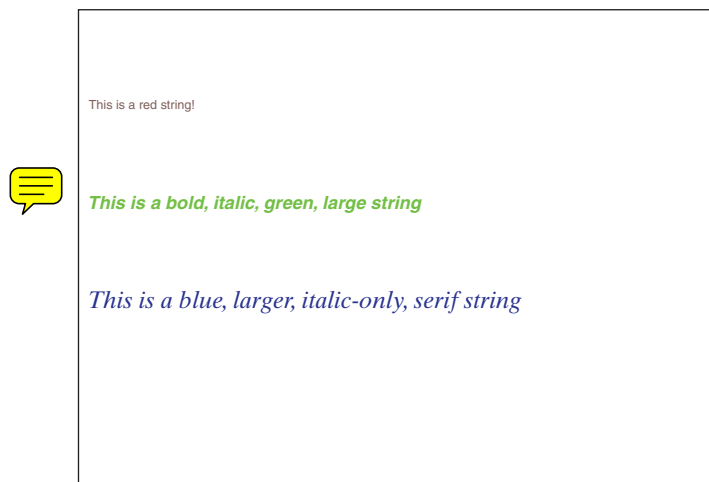 This is a red string!
This is a bold, italic, green, large string
This is a blue, larger, italic-only, serif string